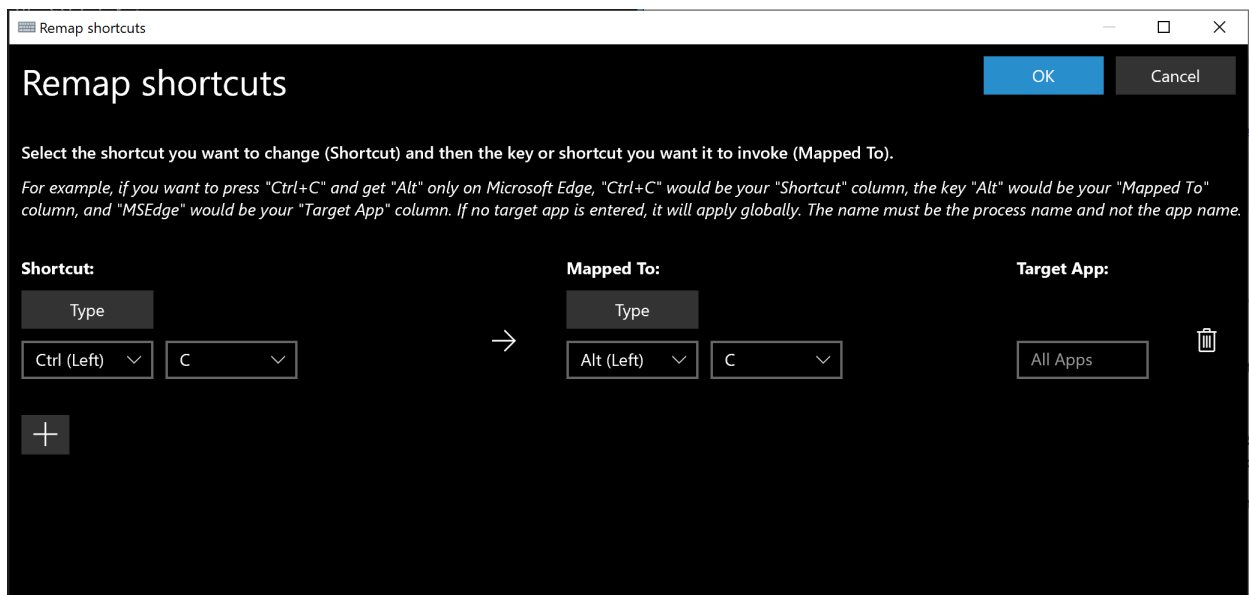 Remap shortcuts
Remap shortcuts
OK
Cancel
Select the shortcut you want to change (Shortcut) and then the key or shortcut you want it to invoke (Mapped To).
For example, if you want to press "Ctrl+C" and get "Alt" only on Microsoft Edge, "Ctrl+C" would be your "Shortcut" column, the key "Alt" would be your "Mapped To"
column, and "MSEdge" would be your "Target App" column. If no target app is entered, it will apply globally. The name must be the process name and not the app name.
Shortcut:
Mapped To:
Target App:
Type
Type
Ctrl (Left)
C
Alt (Left)
C
All Apps